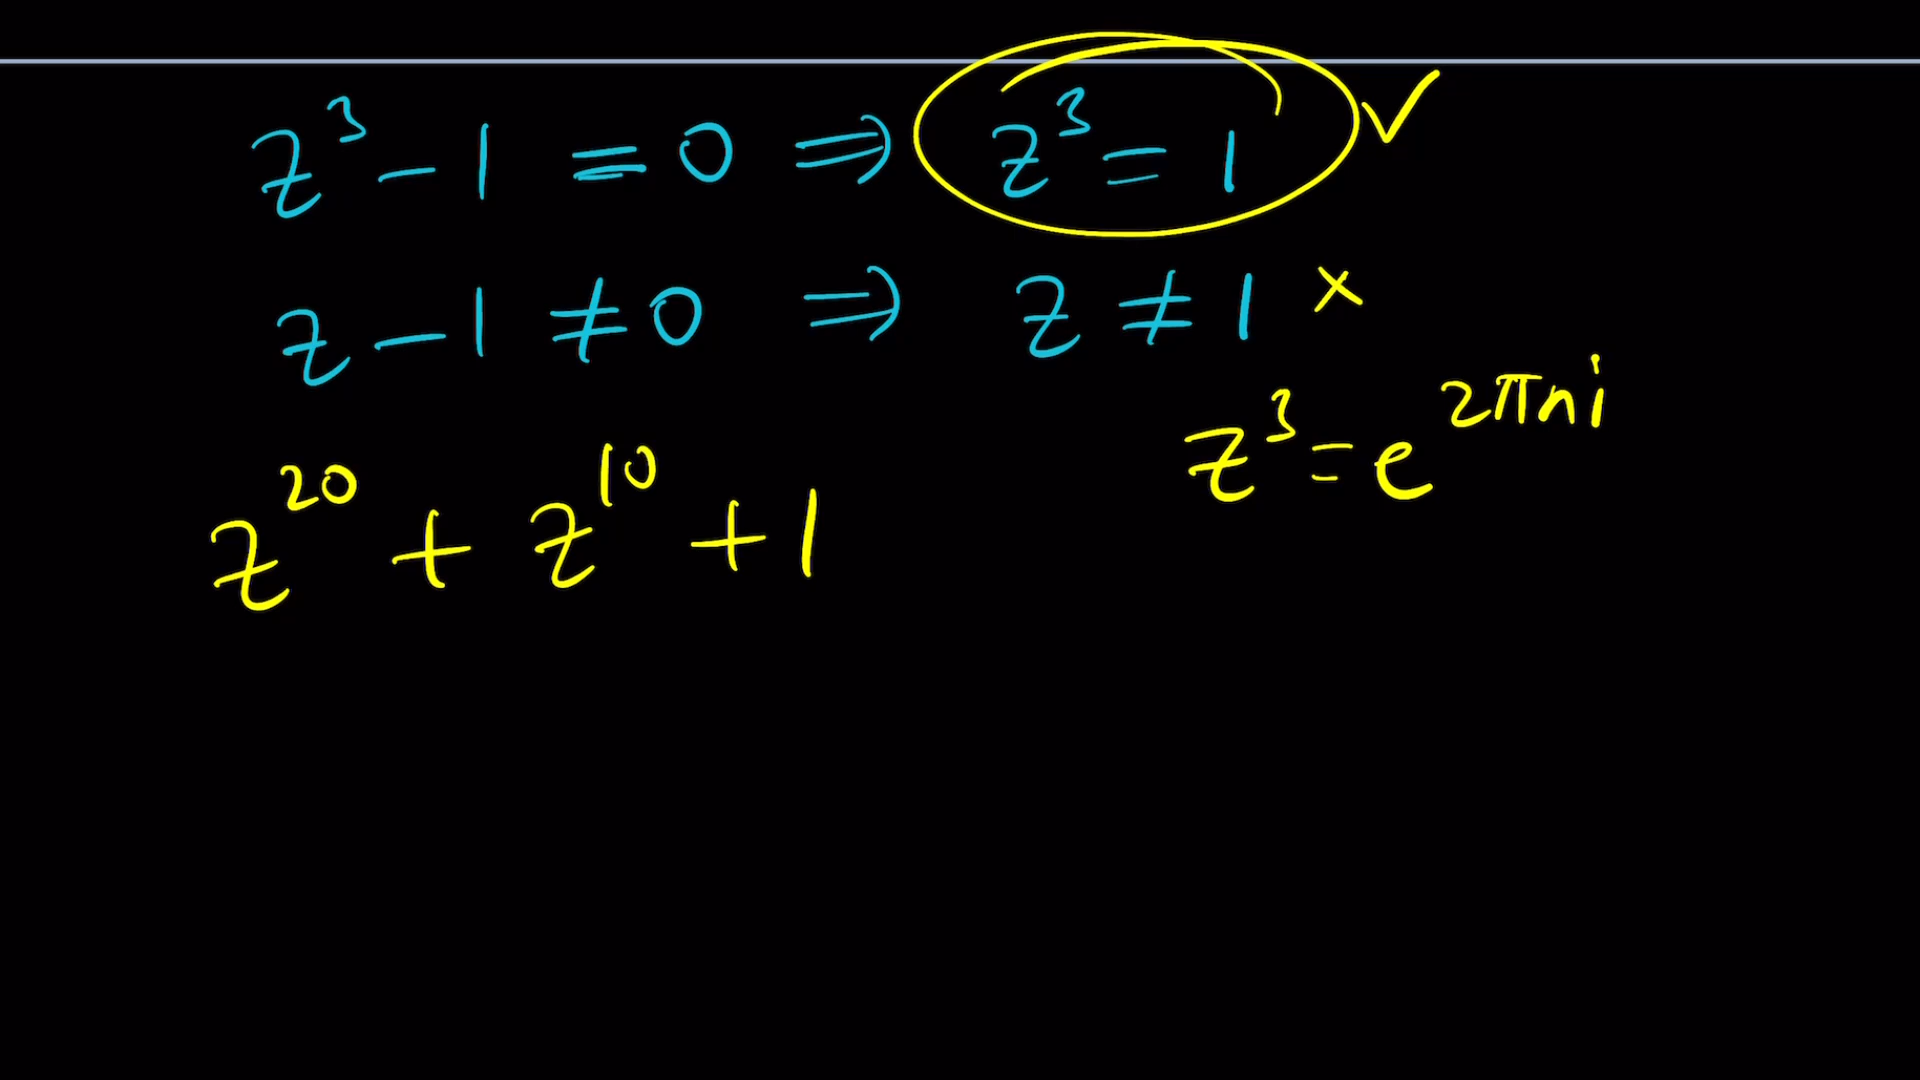 z³ - 1 = 0 ⇒ z³ = 1 ✓
z - 1 ≠ 0 ⇒ z ≠ 1 ×
z³ = e^{2πni}
z²⁰ + z¹⁰ + 1